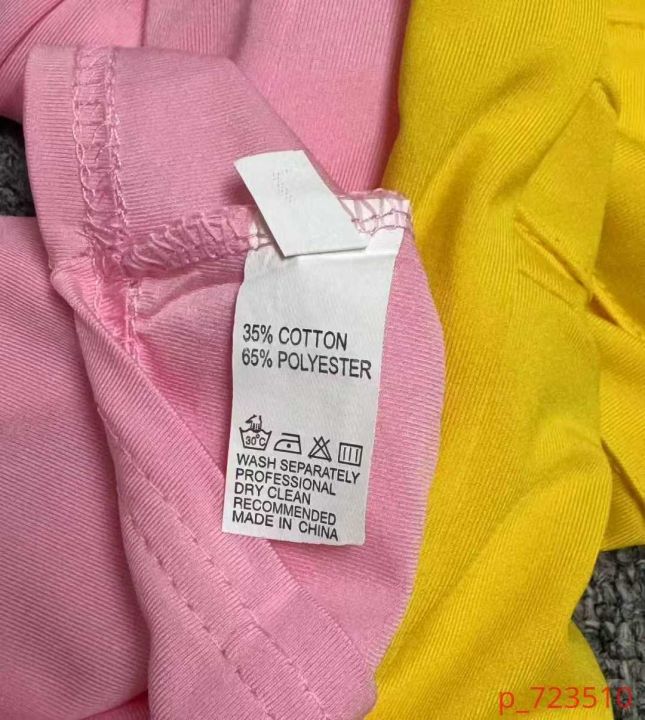 35% COTTON
65% POLYESTER
30°C
WASH SEPARATELY
PROFESSIONAL
DRY CLEAN
RECOMMENDED
MADE IN CHINA
p_723510